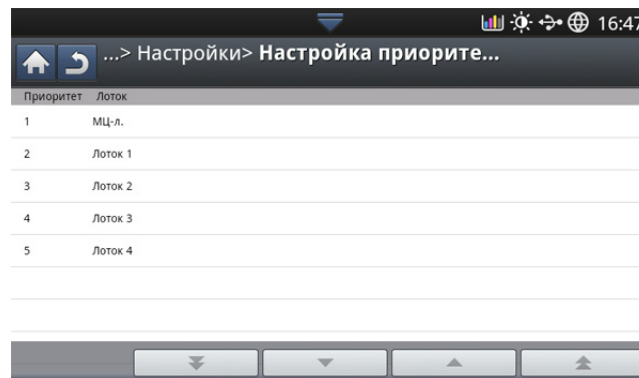 16:47
...> Настройки> Настройка приорите...
Приоритет Лоток
1 МЦ-л.
2 Лоток 1
3 Лоток 2
4 Лоток 3
5 Лоток 4